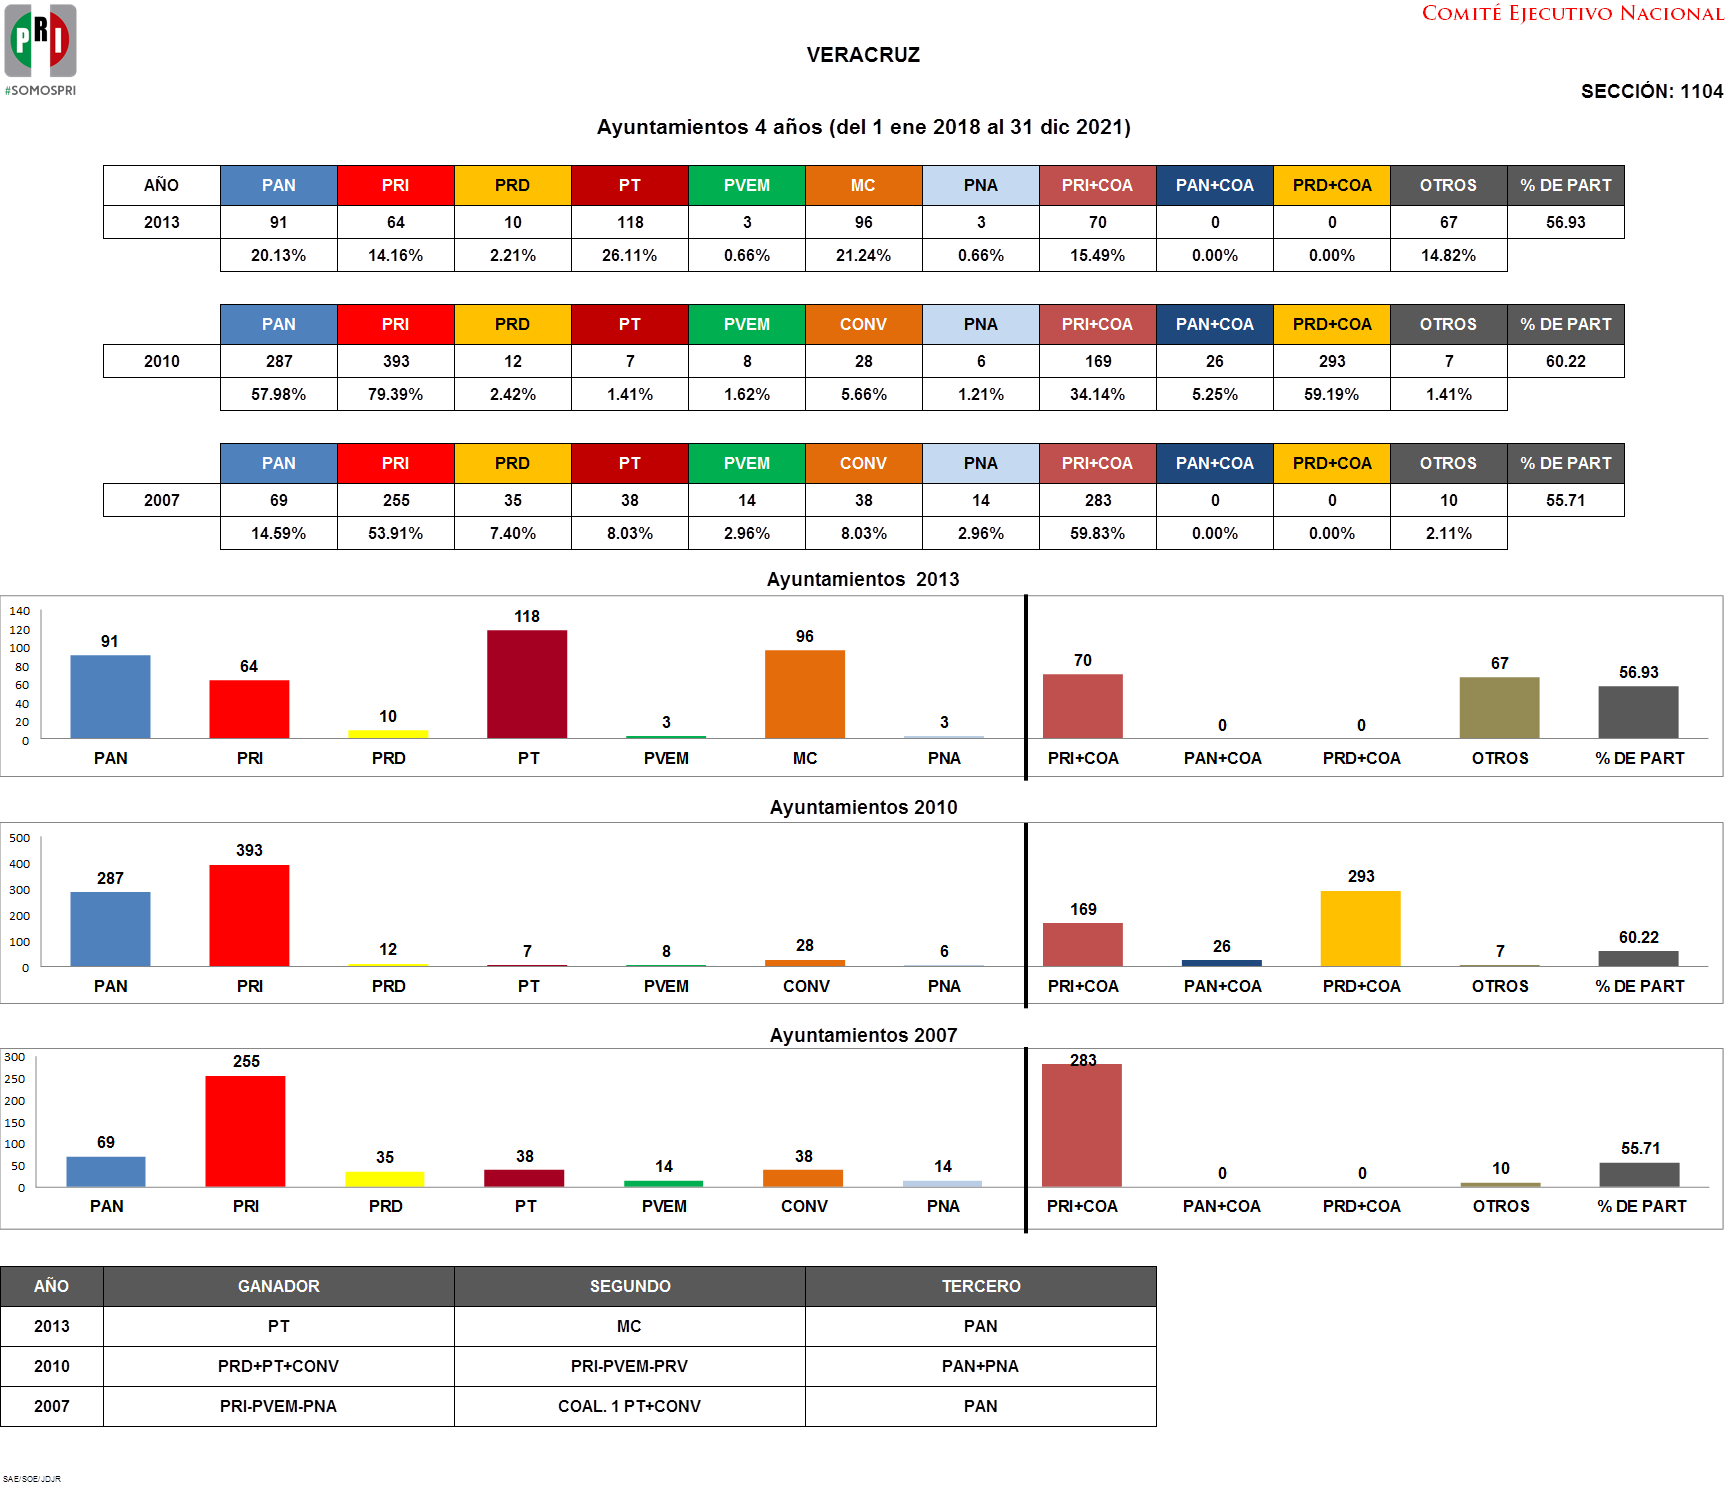 PRI
#SOMOSPRI
COMITÉ EJECUTIVO NACIONAL
VERACRUZ
SECCIÓN: 1104
Ayuntamientos 4 años (del 1 ene 2018 al 31 dic 2021)
AÑO PAN PRI PRD PT PVEM MC PNA PRI+COA PAN+COA PRD+COA OTROS % DE PART
2013 91 64 10 118 3 96 3 70 0 0 67 56.93
20.13% 14.16% 2.21% 26.11% 0.66% 21.24% 0.66% 15.49% 0.00% 0.00% 14.82%
PAN PRI PRD PT PVEM CONV PNA PRI+COA PAN+COA PRD+COA OTROS % DE PART
2010 287 393 12 7 8 28 6 169 26 293 7 60.22
57.98% 79.39% 2.42% 1.41% 1.62% 5.66% 1.21% 34.14% 5.25% 59.19% 1.41%
PAN PRI PRD PT PVEM CONV PNA PRI+COA PAN+COA PRD+COA OTROS % DE PART
2007 69 255 35 38 14 38 14 283 0 0 10 55.71
14.59% 53.91% 7.40% 8.03% 2.96% 8.03% 2.96% 59.83% 0.00% 0.00% 2.11%
Ayuntamientos 2013
140
120
100
80
60
40
20
0
91 64 10 118 3 96 3 70 0 0 67 56.93
PAN PRI PRD PT PVEM MC PNA PRI+COA PAN+COA PRD+COA OTROS % DE PART
Ayuntamientos 2010
500
400
300
200
100
0
287 393 12 7 8 28 6 169 26 293 7 60.22
PAN PRI PRD PT PVEM CONV PNA PRI+COA PAN+COA PRD+COA OTROS % DE PART
Ayuntamientos 2007
300
250
200
150
100
50
0
69 255 35 38 14 38 14 283 0 0 10 55.71
PAN PRI PRD PT PVEM CONV PNA PRI+COA PAN+COA PRD+COA OTROS % DE PART
AÑO GANADOR SEGUNDO TERCERO
2013 PT MC PAN
2010 PRD+PT+CONV PRI-PVEM-PRV PAN+PNA
2007 PRI-PVEM-PNA COAL. 1 PT+CONV PAN
SAE/SOE/JDJR